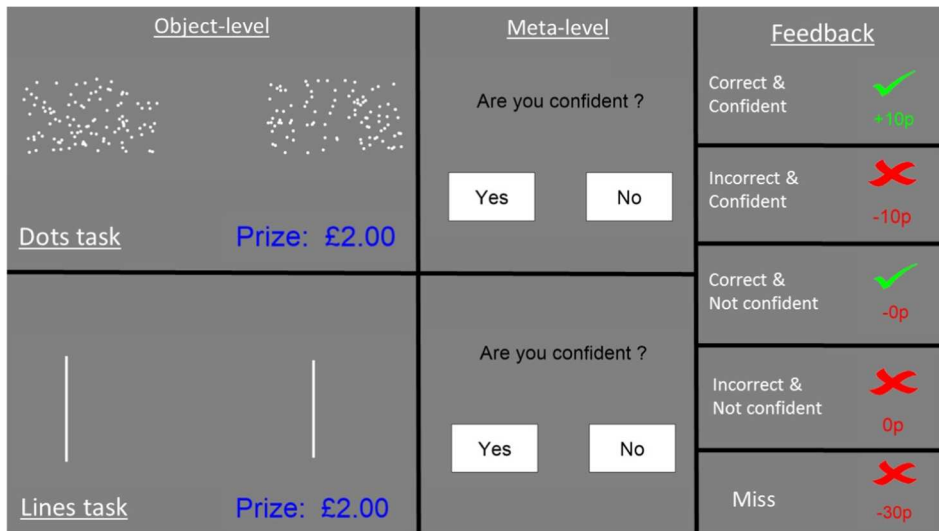 Object-level
Dots task
Prize: £2.00
Lines task
Prize: £2.00
Meta-level
Are you confident ?
Yes
No
Are you confident ?
Yes
No
Feedback
Correct &
Confident
+10p
Incorrect &
Confident
-10p
Correct &
Not confident
-0p
Incorrect &
Not confident
0p
Miss
-30p